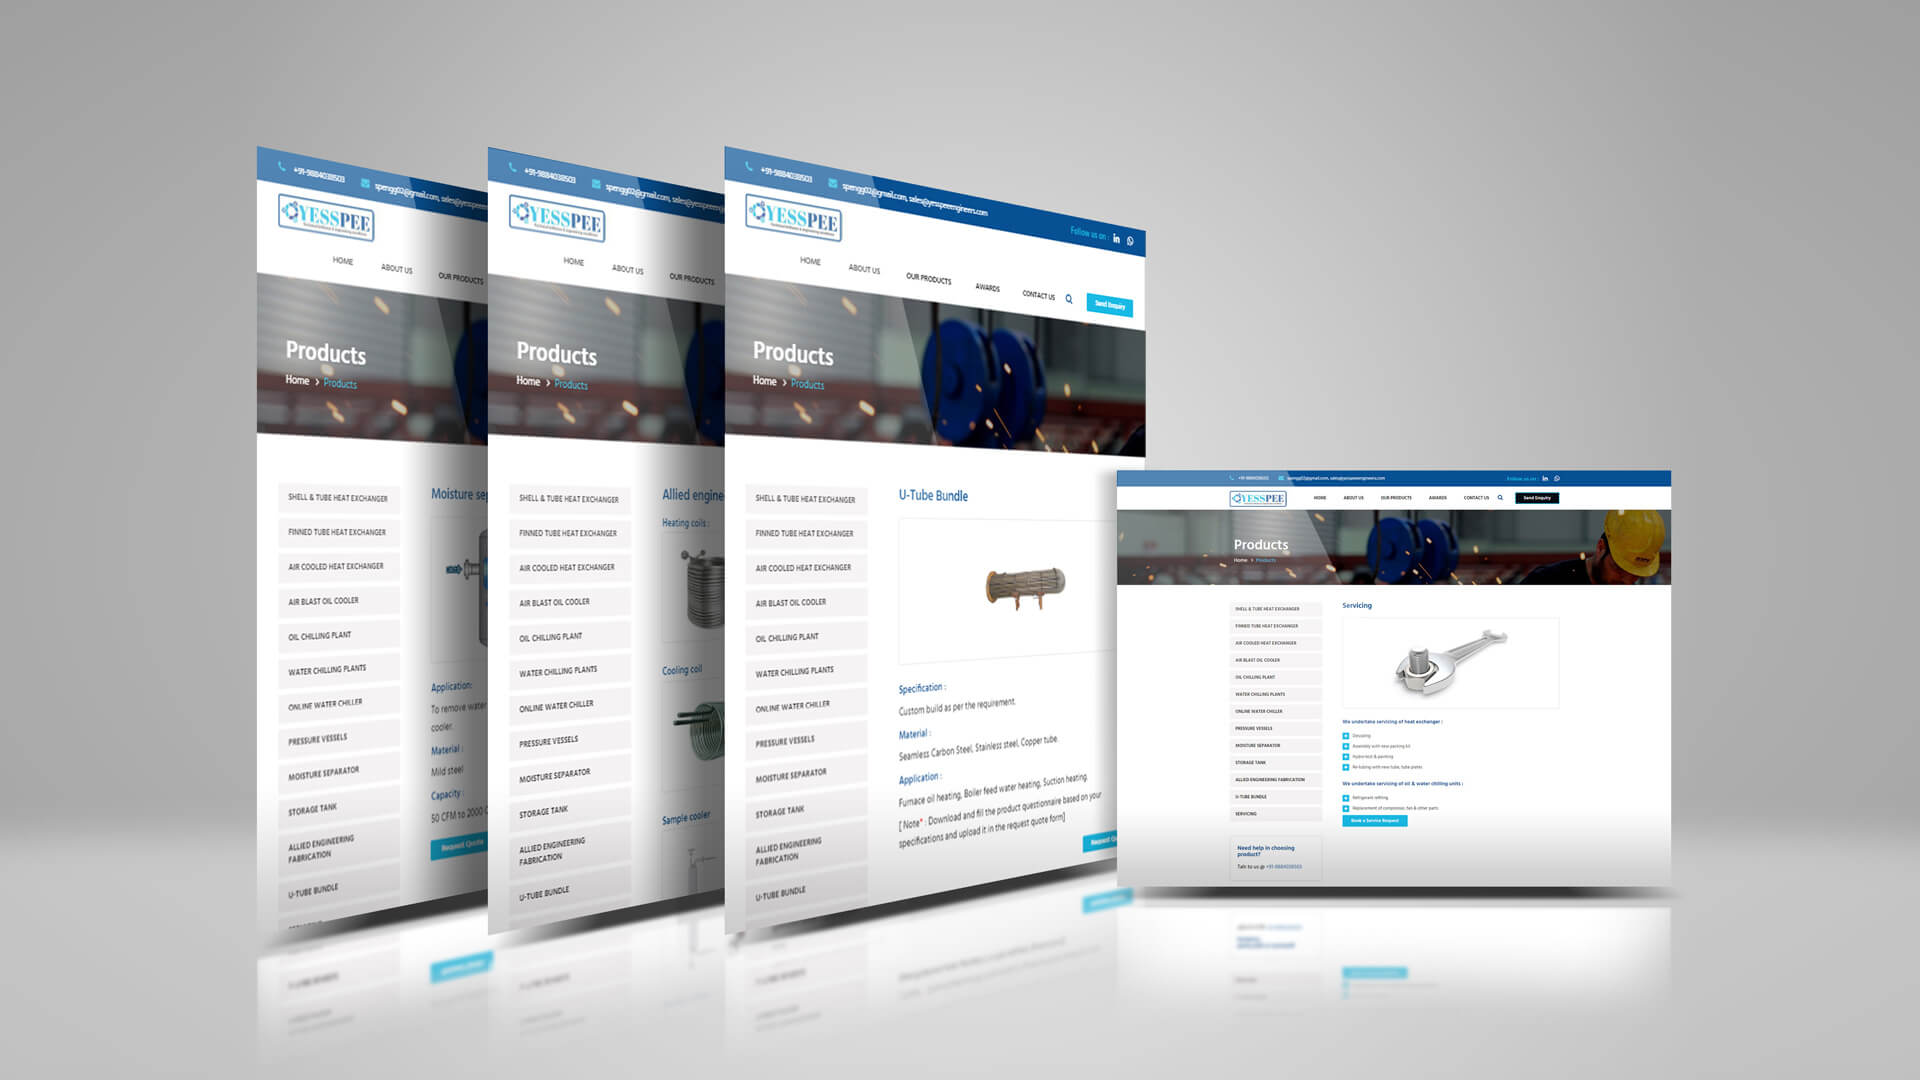 +91-9884038503
spengg02@gmail.com, sales@yesspee
YESSPEE
HOME
ABOUT US
OUR PRODUCTS
Products
Home > Products
SHELL & TUBE HEAT EXCHANGER
FINNED TUBE HEAT EXCHANGER
AIR COOLED HEAT EXCHANGER
AIR BLAST OIL COOLER
OIL CHILLING PLANT
WATER CHILLING PLANTS
ONLINE WATER CHILLER
PRESSURE VESSELS
MOISTURE SEPARATOR
STORAGE TANK
ALLIED ENGINEERING
FABRICATION
U-TUBE BUNDLE
Moisture sep
Application:
To remove water
cooler.
Material :
Mild steel
Capacity :
50 CFM to 2000 C
Request Quote
+91-9884038503
spengg02@gmail.com, sales@yesspeeengi
YESSPEE
HOME
ABOUT US
OUR PRODUCTS
Products
Home > Products
SHELL & TUBE HEAT EXCHANGER
FINNED TUBE HEAT EXCHANGER
AIR COOLED HEAT EXCHANGER
AIR BLAST OIL COOLER
OIL CHILLING PLANT
WATER CHILLING PLANTS
ONLINE WATER CHILLER
PRESSURE VESSELS
MOISTURE SEPARATOR
STORAGE TANK
ALLIED ENGINEERING
FABRICATION
U-TUBE BUNDLE
Allied engine
Heating coils :
Cooling coil
Sample cooler
+91-9884038503
spengg02@gmail.com, sales@yesspeeengineers.com
Follow us on :
YESSPEE
HOME
ABOUT US
OUR PRODUCTS
AWARDS
CONTACT US
Send Enquiry
Products
Home > Products
SHELL & TUBE HEAT EXCHANGER
FINNED TUBE HEAT EXCHANGER
AIR COOLED HEAT EXCHANGER
AIR BLAST OIL COOLER
OIL CHILLING PLANT
WATER CHILLING PLANTS
ONLINE WATER CHILLER
PRESSURE VESSELS
MOISTURE SEPARATOR
STORAGE TANK
ALLIED ENGINEERING
FABRICATION
U-TUBE BUNDLE
U-Tube Bundle
Specification :
Custom build as per the requirement.
Material :
Seamless Carbon Steel, Stainless steel, Copper tube.
Application :
Furnace oil heating, Boiler feed water heating, Suction heating.
[ Note* : Download and fill the product questionnaire based on your
specifications and upload it in the request quote form]
Request Qu
+91-9884038503
spengg02@gmail.com, sales@yesspeeengineers.com
Follow us on :
YESSPEE
HOME
ABOUT US
OUR PRODUCTS
AWARDS
CONTACT US
Send Enquiry
Products
Home > Products
SHELL & TUBE HEAT EXCHANGER
FINNED TUBE HEAT EXCHANGER
AIR COOLED HEAT EXCHANGER
AIR BLAST OIL COOLER
OIL CHILLING PLANT
WATER CHILLING PLANTS
ONLINE WATER CHILLER
PRESSURE VESSELS
MOISTURE SEPARATOR
STORAGE TANK
ALLIED ENGINEERING FABRICATION
U-TUBE BUNDLE
SERVICING
Need help in choosing
product?
Talk to us @ +91-9884038503
Servicing
We undertake servicing of heat exchanger :
Descaling
Assembly with new packing kit
Hydro test & painting
Re-tubing with new tube, tube plates
We undertake servicing of oil & water chilling units :
Refrigerant refilling
Replacement of compressor, fan & other parts
Book a Service Request